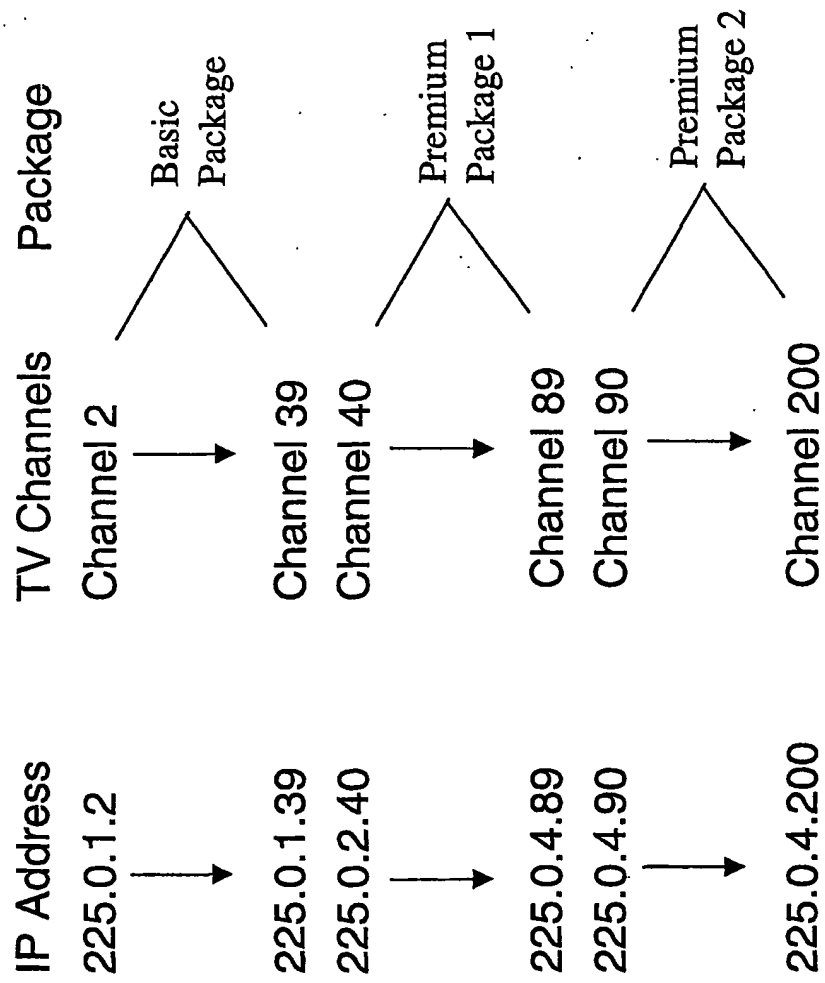 IP Address TV Channels Package
225.0.1.2 Channel 2
Basic
Package
225.0.1.39 Channel 39
225.0.2.40 Channel 40
Premium
Package 1
225.0.4.89 Channel 89
225.0.4.90 Channel 90
Premium
Package 2
225.0.4.200 Channel 200